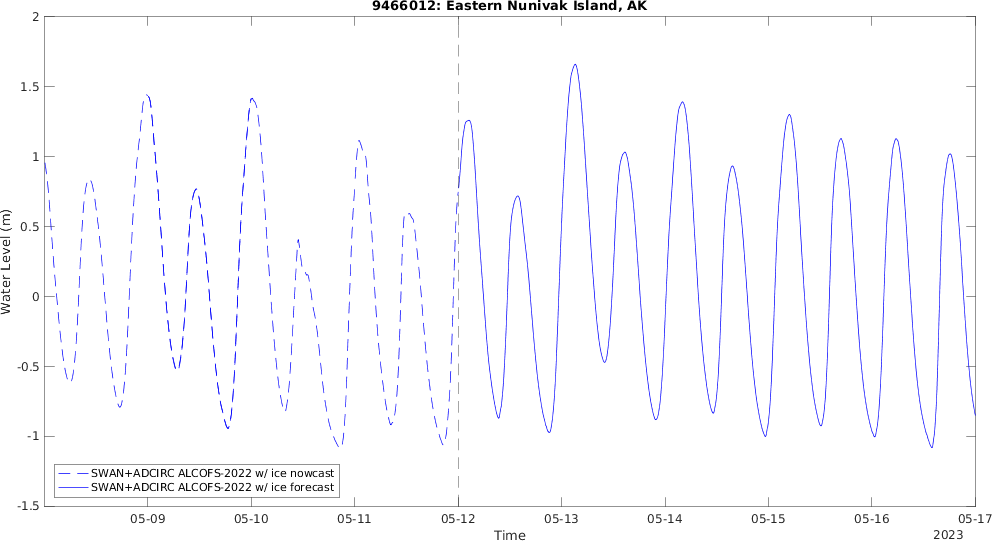 9466012: Eastern Nunivak Island, AK
2
1.5
1
0.5
0
-0.5
-1
-1.5
Water Level (m)
SWAN+ADCIRC ALCOFS-2022 w/ ice nowcast
SWAN+ADCIRC ALCOFS-2022 w/ ice forecast
05-09 05-10 05-11 05-12 05-13 05-14 05-15 05-16 05-17
Time
2023